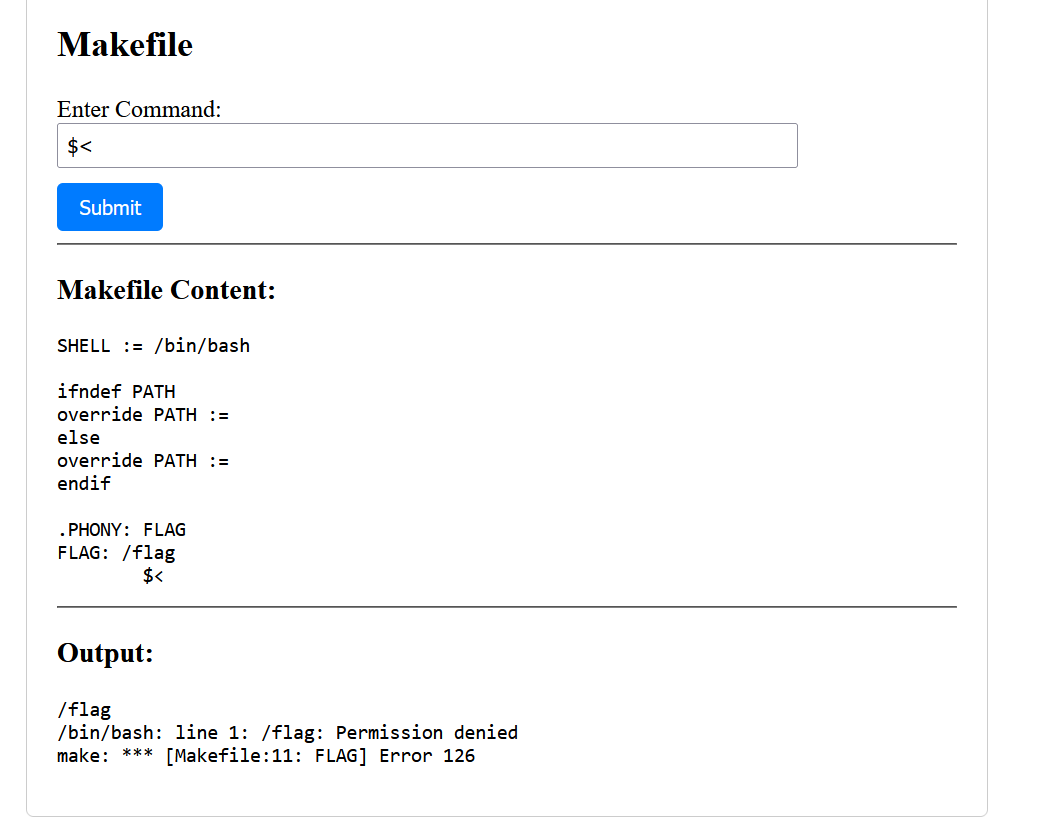 Makefile
Enter Command:
$<
Submit
Makefile Content:
SHELL := /bin/bash
ifndef PATH
override PATH :=
else
override PATH :=
endif
.PHONY: FLAG
FLAG: /flag
        $<
Output:
/flag
/bin/bash: line 1: /flag: Permission denied
make: *** [Makefile:11: FLAG] Error 126